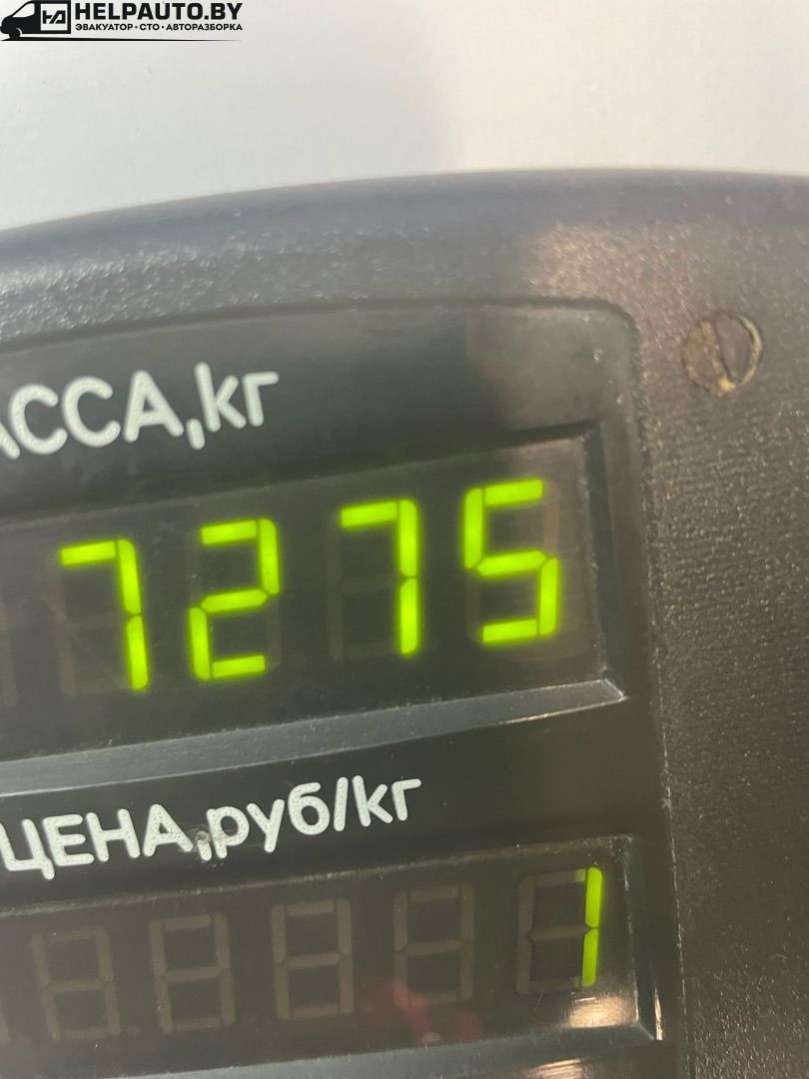 HELPAUTO.BY
ЭВАКУАТОР • СТО • АВТОРАЗБОРКА
АССА,кг
7275
ЦЕНА,руб/кг
1